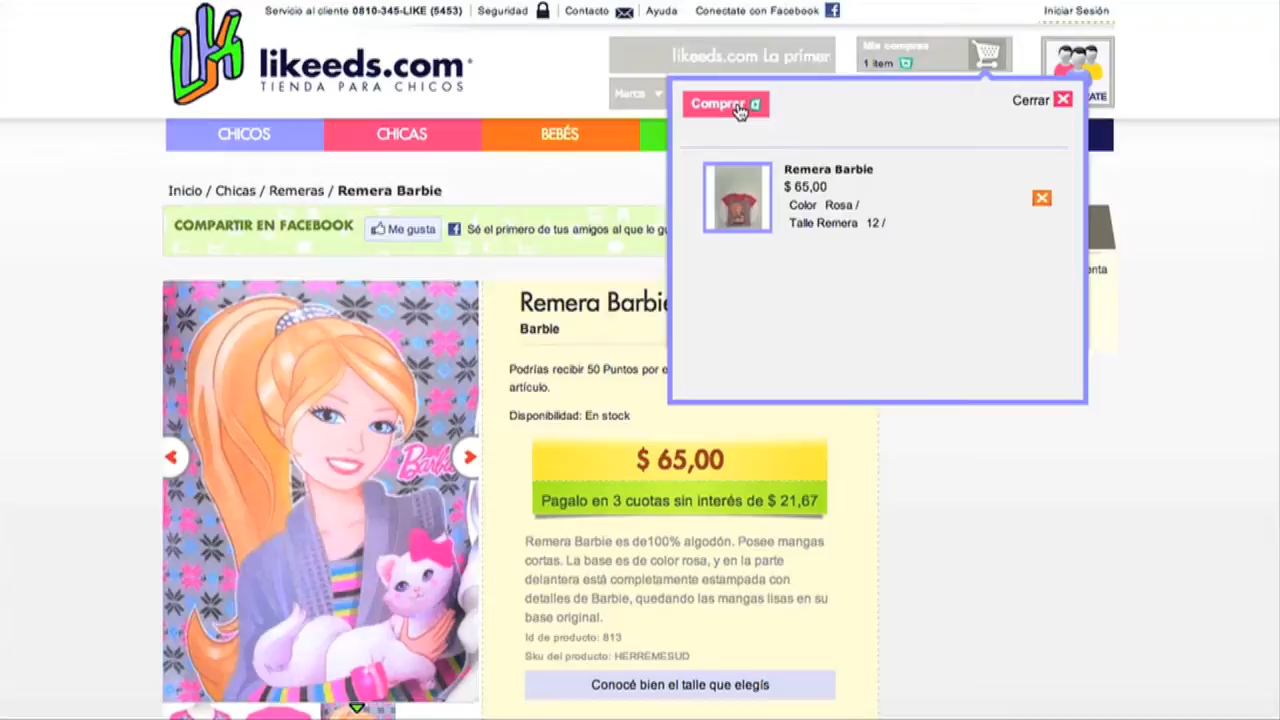 Servicio al cliente 0810-345-LIKE (5453)
Seguridad
Contacto
Ayuda
Conectate con Facebook
Iniciar Sesión
LIK
likeeds.com
TIENDA PARA CHICOS
likeeds.com La primer
Mis compras
1 item
Marca
ATE
Comprar
Cerrar
CHICOS
CHICAS
BEBÉS
Remera Barbie
$ 65,00
Color Rosa /
Talle Remera 12 /
Inicio / Chicas / Remeras / Remera Barbie
COMPARTIR EN FACEBOOK
Me gusta
Sé el primero de tus amigos al que le gu
enta
Remera Barbie
Barbie
Podrías recibir 50 Puntos por e
artículo.
Disponibilidad: En stock
Barbie
$ 65,00
Pagalo en 3 cuotas sin interés de $ 21,67
Remera Barbie es de100% algodón. Posee mangas
cortas. La base es de color rosa, y en la parte
delantera está completamente estampada con
detalles de Barbie, quedando las mangas lisas en su
base original.
Id de producto: 813
Sku del producto: HERREMESUD
Conocé bien el talle que elegís